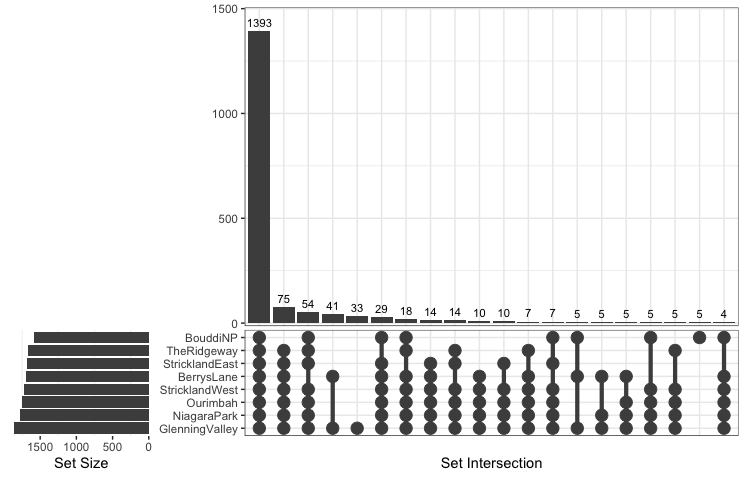 1500
1000
500
0
1393
75
54
41
33
29
18
14
14
10
10
7
7
5
5
5
5
5
5
4
BouddiNP
TheRidgeway
StricklandEast
BerrysLane
StricklandWest
Ourimbah
NiagaraPark
GlenningValley
1500 1000 500 0
Set Size
Set Intersection